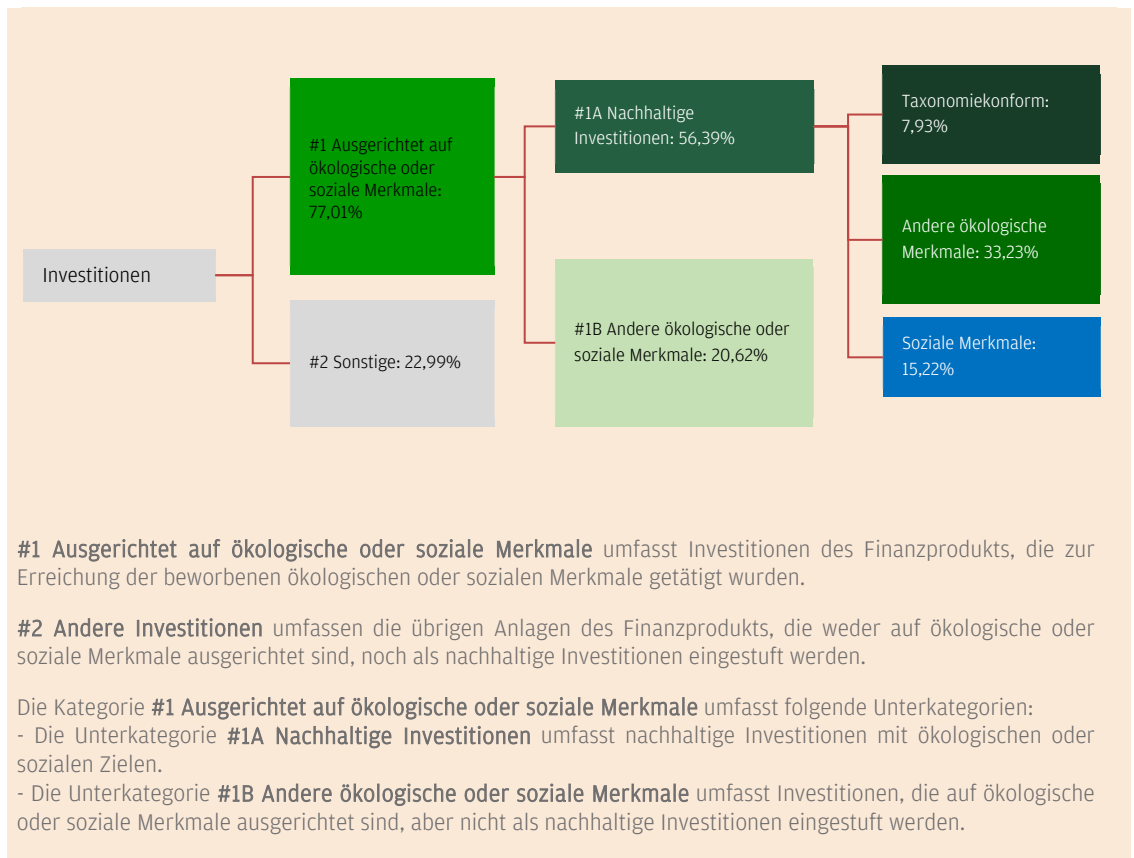 Investitionen
#1 Ausgerichtet auf
ökologische oder
soziale Merkmale:
77,01%
#2 Sonstige: 22,99%
#1A Nachhaltige
Investitionen: 56,39%
#1B Andere ökologische oder
soziale Merkmale: 20,62%
Taxonomiekonform:
7,93%
Andere ökologische
Merkmale: 33,23%
Soziale Merkmale:
15,22%
#1 Ausgerichtet auf ökologische oder soziale Merkmale umfasst Investitionen des Finanzprodukts, die zur
Erreichung der beworbenen ökologischen oder sozialen Merkmale getätigt wurden.
#2 Andere Investitionen umfassen die übrigen Anlagen des Finanzprodukts, die weder auf ökologische oder
soziale Merkmale ausgerichtet sind, noch als nachhaltige Investitionen eingestuft werden.
Die Kategorie #1 Ausgerichtet auf ökologische oder soziale Merkmale umfasst folgende Unterkategorien:
- Die Unterkategorie #1A Nachhaltige Investitionen umfasst nachhaltige Investitionen mit ökologischen oder
sozialen Zielen.
- Die Unterkategorie #1B Andere ökologische oder soziale Merkmale umfasst Investitionen, die auf ökologische
oder soziale Merkmale ausgerichtet sind, aber nicht als nachhaltige Investitionen eingestuft werden.